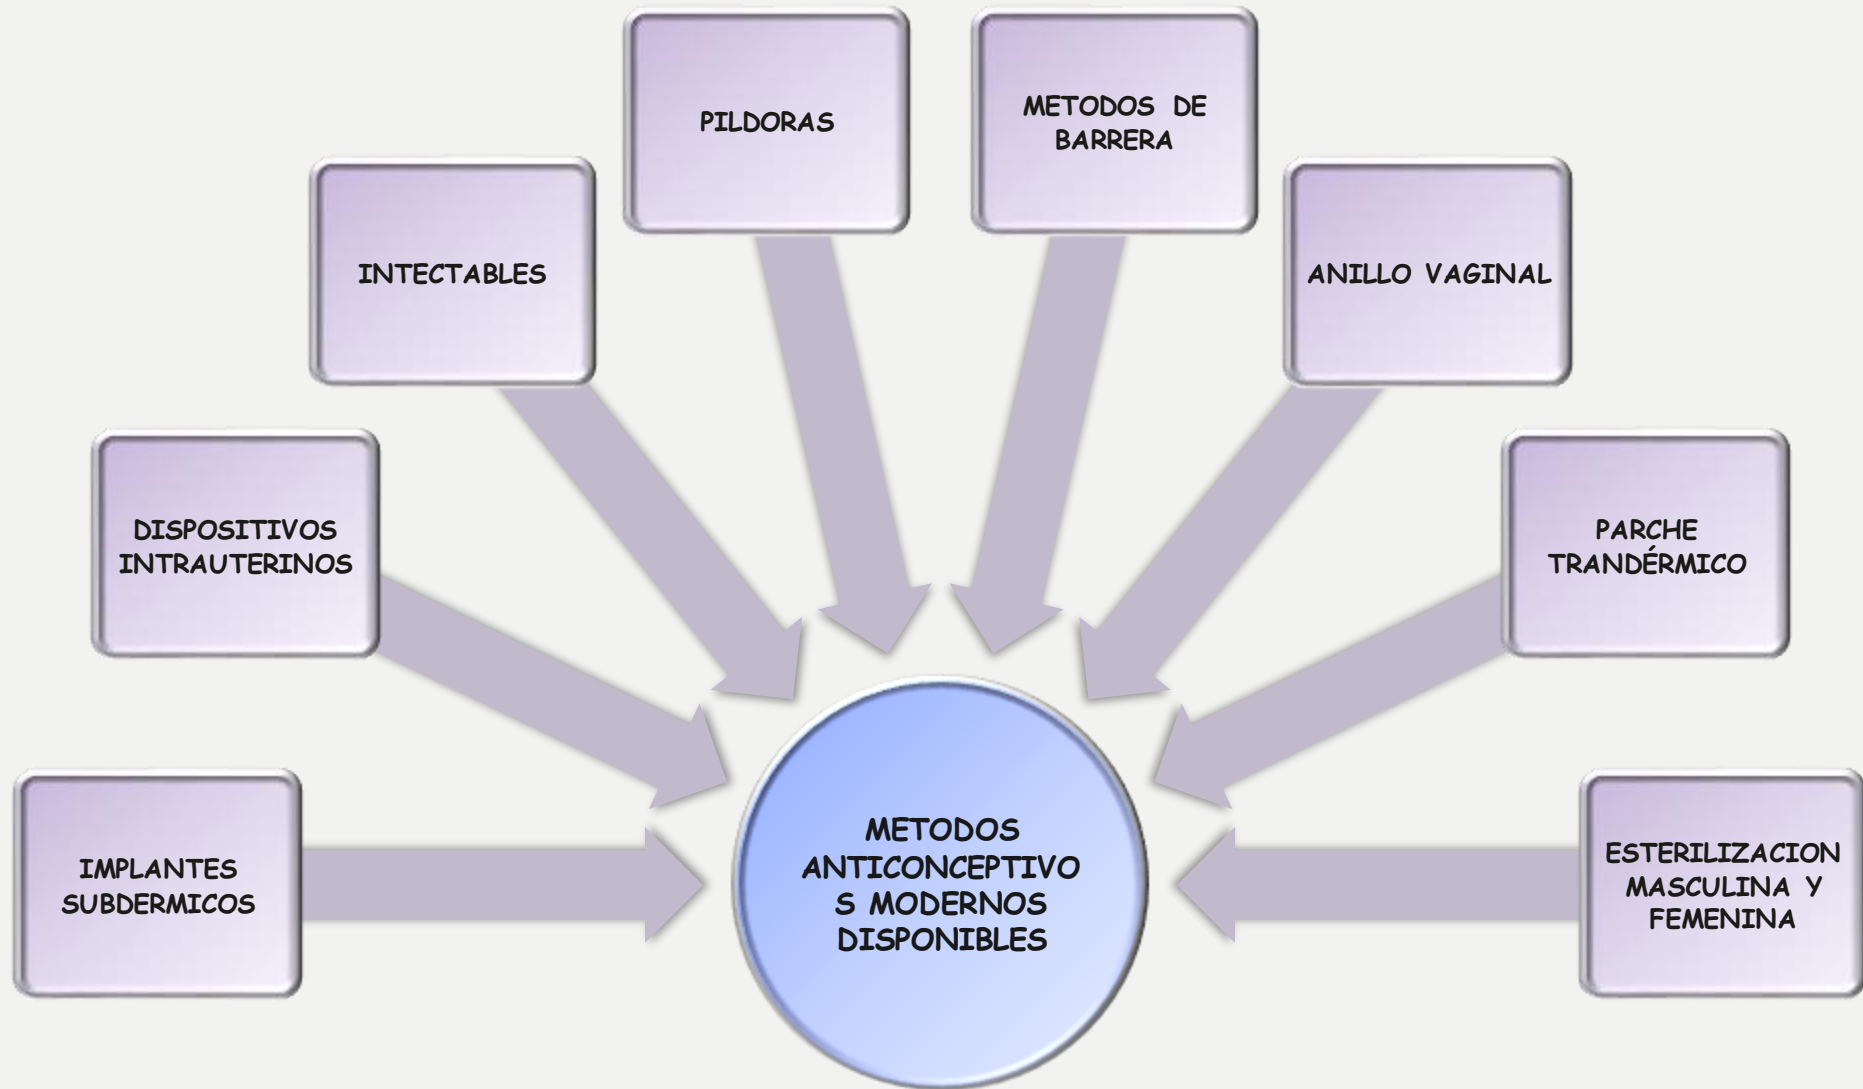 PILDORAS
METODOS DE
BARRERA
INTECTABLES
ANILLO VAGINAL
DISPOSITIVOS
INTRAUTERINOS
PARCHE
TRANDÉRMICO
IMPLANTES
SUBDERMICOS
METODOS
ANTICONCEPTIVO
S MODERNOS
DISPONIBLES
ESTERILIZACION
MASCULINA Y
FEMENINA